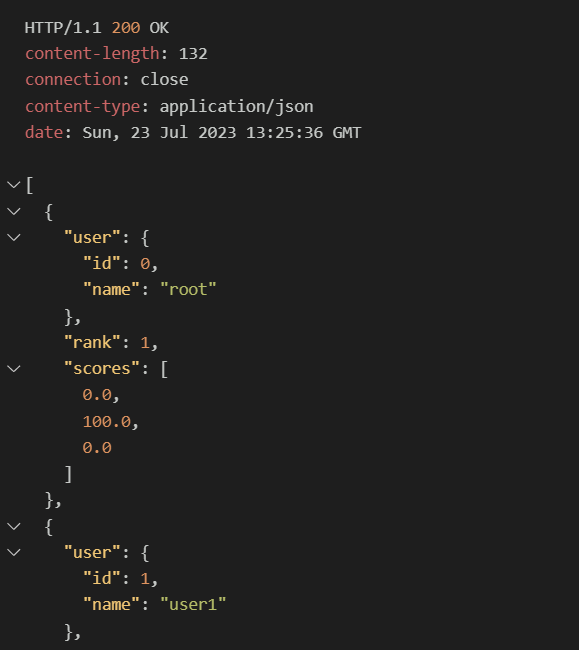 HTTP/1.1 200 OK
content-length: 132
connection: close
content-type: application/json
date: Sun, 23 Jul 2023 13:25:36 GMT
[
{
"user": {
"id": 0,
"name": "root"
},
"rank": 1,
"scores": [
0.0,
100.0,
0.0
]
},
{
"user": {
"id": 1,
"name": "user1"
},